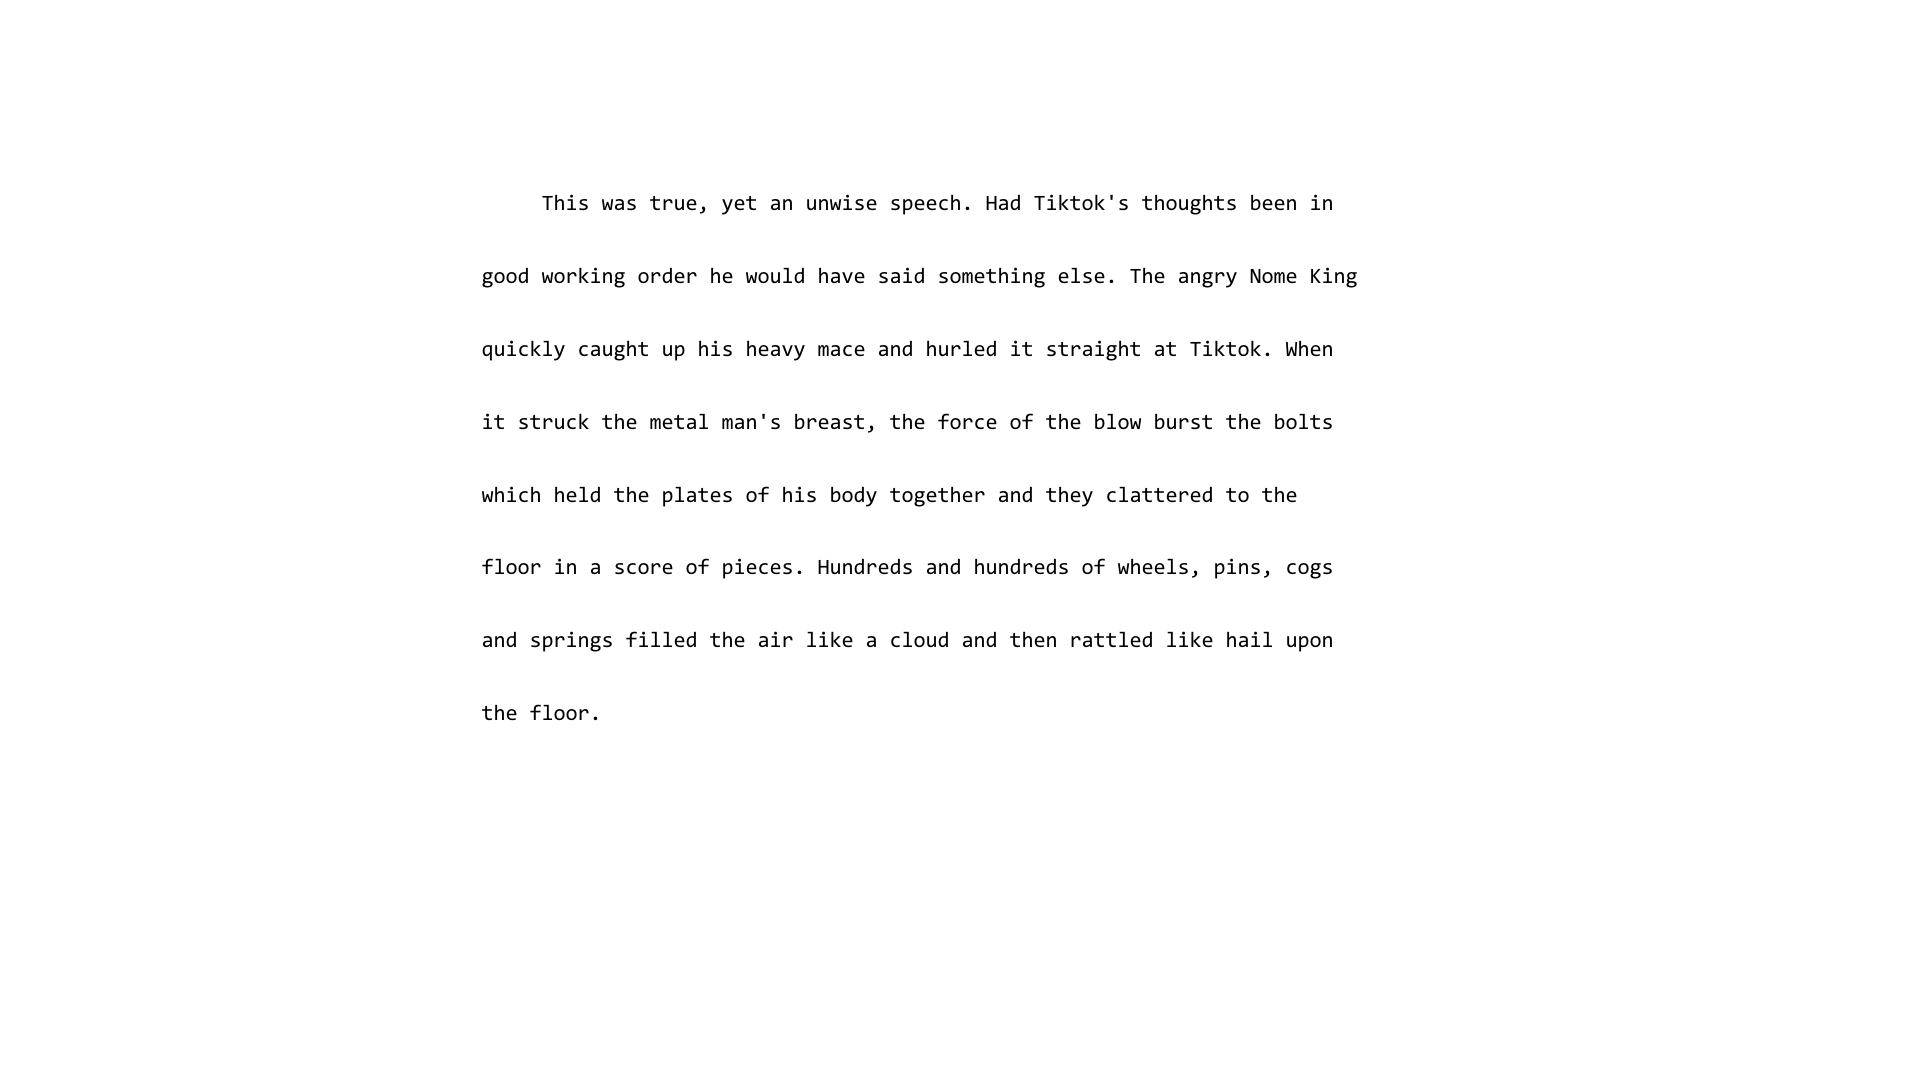 This was true, yet an unwise speech. Had Tiktok's thoughts been in
good working order he would have said something else. The angry Nome King
quickly caught up his heavy mace and hurled it straight at Tiktok. When
it struck the metal man's breast, the force of the blow burst the bolts
which held the plates of his body together and they clattered to the
floor in a score of pieces. Hundreds and hundreds of wheels, pins, cogs
and springs filled the air like a cloud and then rattled like hail upon
the floor.